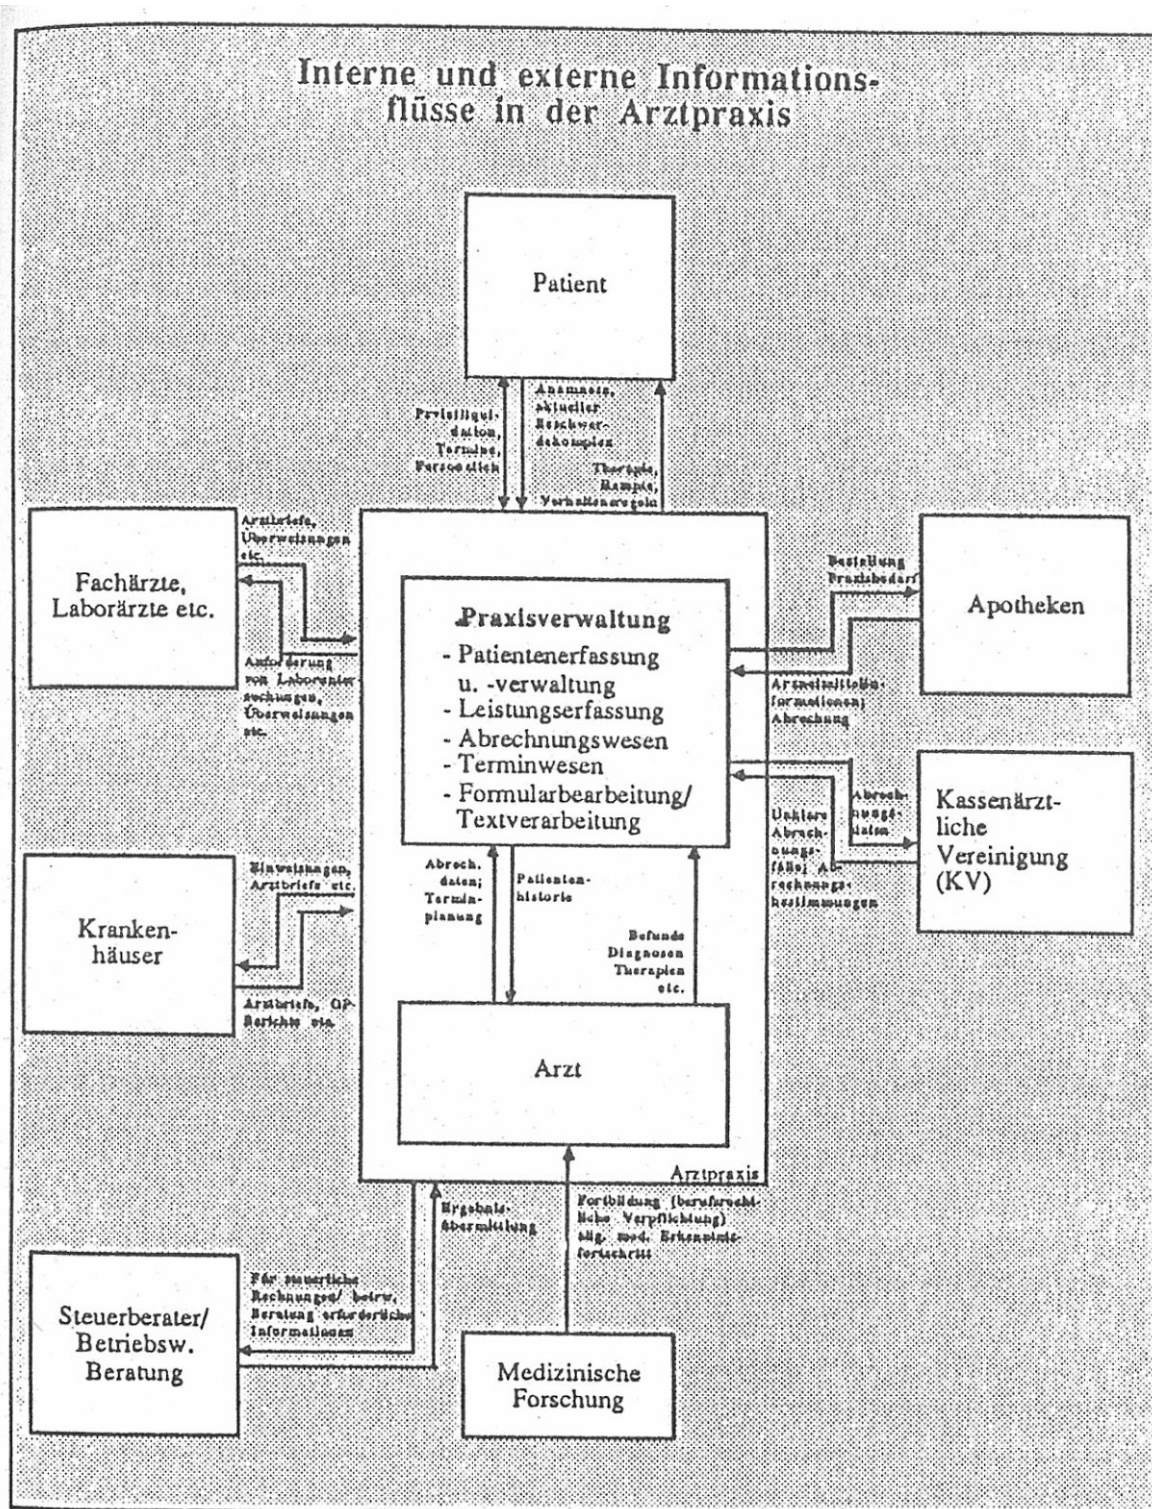 Interne und externe Informations-
flüsse in der Arztpraxis
Patient
Privatliqui-
dation,
Termine,
Persönlich
Anamnese,
aktueller
Beschwer-
dekomplex
Therapie,
Rezepte,
Verhaltensregeln
Fachärzte,
Laborärzte etc.
Arztbriefe,
Überweisungen
etc.
Anforderung
von Laborunter-
suchungen,
Überweisungen
etc.
Praxisverwaltung
- Patientenerfassung
u. -verwaltung
- Leistungserfassung
- Abrechnungswesen
- Terminwesen
- Formularbearbeitung/
Textverarbeitung
Bestellung
Praxisbedarf
Apotheken
Arzneimittelin-
formationen;
Abrechung
Abrech-
nungs-
daten
Unklare
Abrech-
nungs-
fälle; Ab-
rechnungs-
bestimmungen
Kassenärzt-
liche
Vereinigung
(KV)
Kranken-
häuser
Einweisungen,
Arztbriefe etc.
Arztbriefe, OP-
Berichte etc.
Abrech.
daten;
Termin-
planung
Patienten-
historie
Befunde
Diagnosen
Therapien
etc.
Arzt
Arztpraxis
Ergebnis-
übermittlung
Fortbildung (berufsrecht-
liche Verpflichtung)
allg. med. Erkenntnis-
fortschritt
Für steuerliche
Rechnungen/ betrw.
Beratung erforderliche
Informationen
Steuerberater/
Betriebsw.
Beratung
Medizinische
Forschung